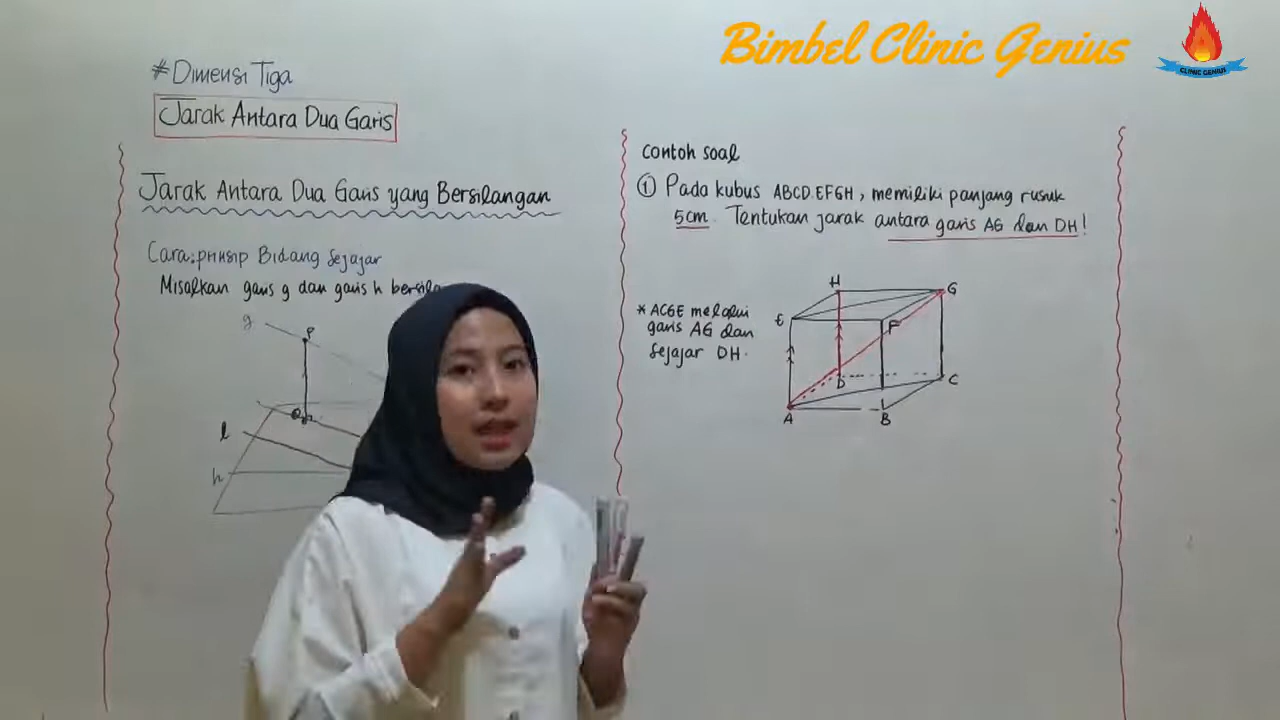 Bimbel Clinic Genius
CLINIC GENIUS
#Dimensi Tiga
Jarak Antara Dua Garis
Jarak Antara Dua Garis yang Bersilangan
Cara: prinsip Bidang Sejajar
Misalkan garis g dan garis h
g
P
Q
l
h
Contoh soal
① Pada kubus ABCD.EFGH, memiliki panjang rusuk
5cm. Tentukan jarak antara garis AG dan DH!
* ACGE melalui
garis AG dan
sejajar DH.
H
G
E
F
D
C
A
B